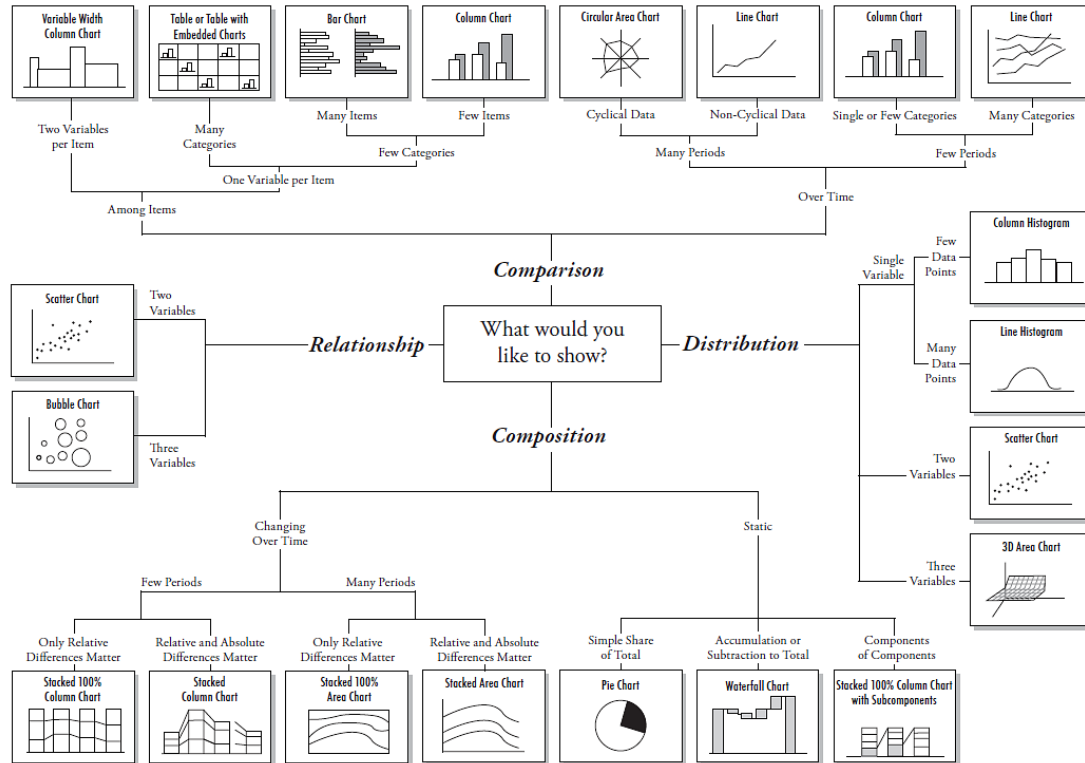 Variable Width
Column Chart
Table or Table with
Embedded Charts
Bar Chart
Column Chart
Circular Area Chart
Line Chart
Column Chart
Line Chart
Two Variables
per Item
Many
Categories
Many Items
Few Items
Cyclical Data
Non-Cyclical Data
Single or Few Categories
Many Categories
Few Categories
Many Periods
Few Periods
One Variable per Item
Among Items
Over Time
Comparison
What would you
like to show?
Relationship
Two
Variables
Scatter Chart
Three
Variables
Bubble Chart
Distribution
Single
Variable
Few
Data
Points
Column Histogram
Many
Data
Points
Line Histogram
Two
Variables
Scatter Chart
Three
Variables
3D Area Chart
Composition
Changing
Over Time
Static
Few Periods
Many Periods
Only Relative
Differences Matter
Relative and Absolute
Differences Matter
Only Relative
Differences Matter
Relative and Absolute
Differences Matter
Simple Share
of Total
Accumulation or
Subtraction to Total
Components
of Components
Stacked 100%
Column Chart
Stacked
Column Chart
Stacked 100%
Area Chart
Stacked Area Chart
Pie Chart
Waterfall Chart
Stacked 100% Column Chart
with Subcomponents